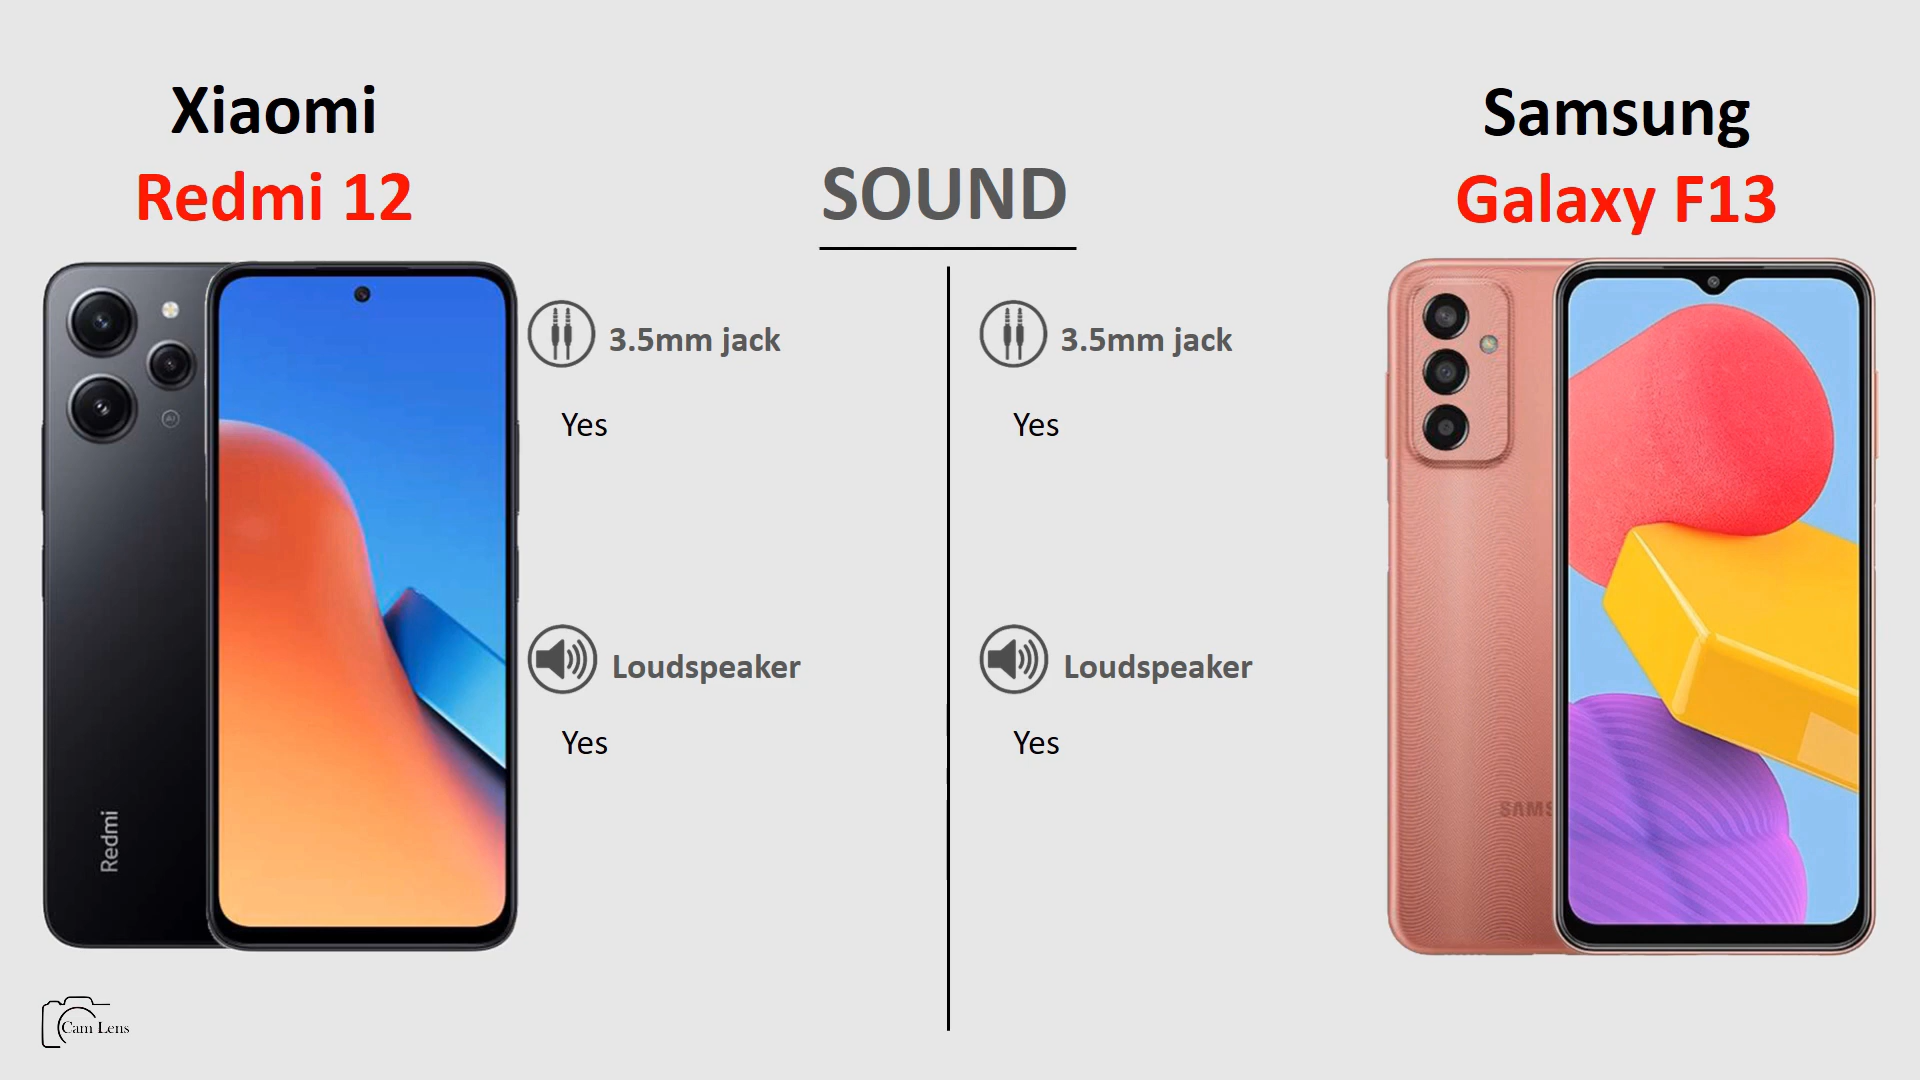 Xiaomi
Redmi 12
SOUND
Samsung
Galaxy F13
3.5mm jack
Yes
Loudspeaker
Yes
3.5mm jack
Yes
Loudspeaker
Yes
Redmi
SAMS
Cam Lens